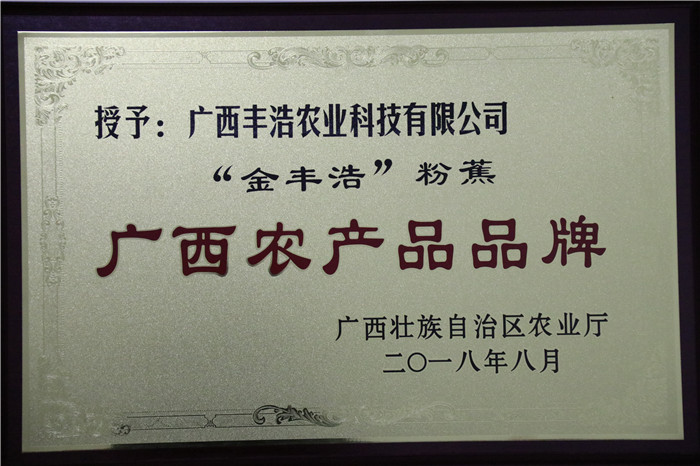 授予：广西丰浩农业科技有限公司
“金丰浩”粉蕉
广西农产品品牌
广西壮族自治区农业厅
二〇一八年八月